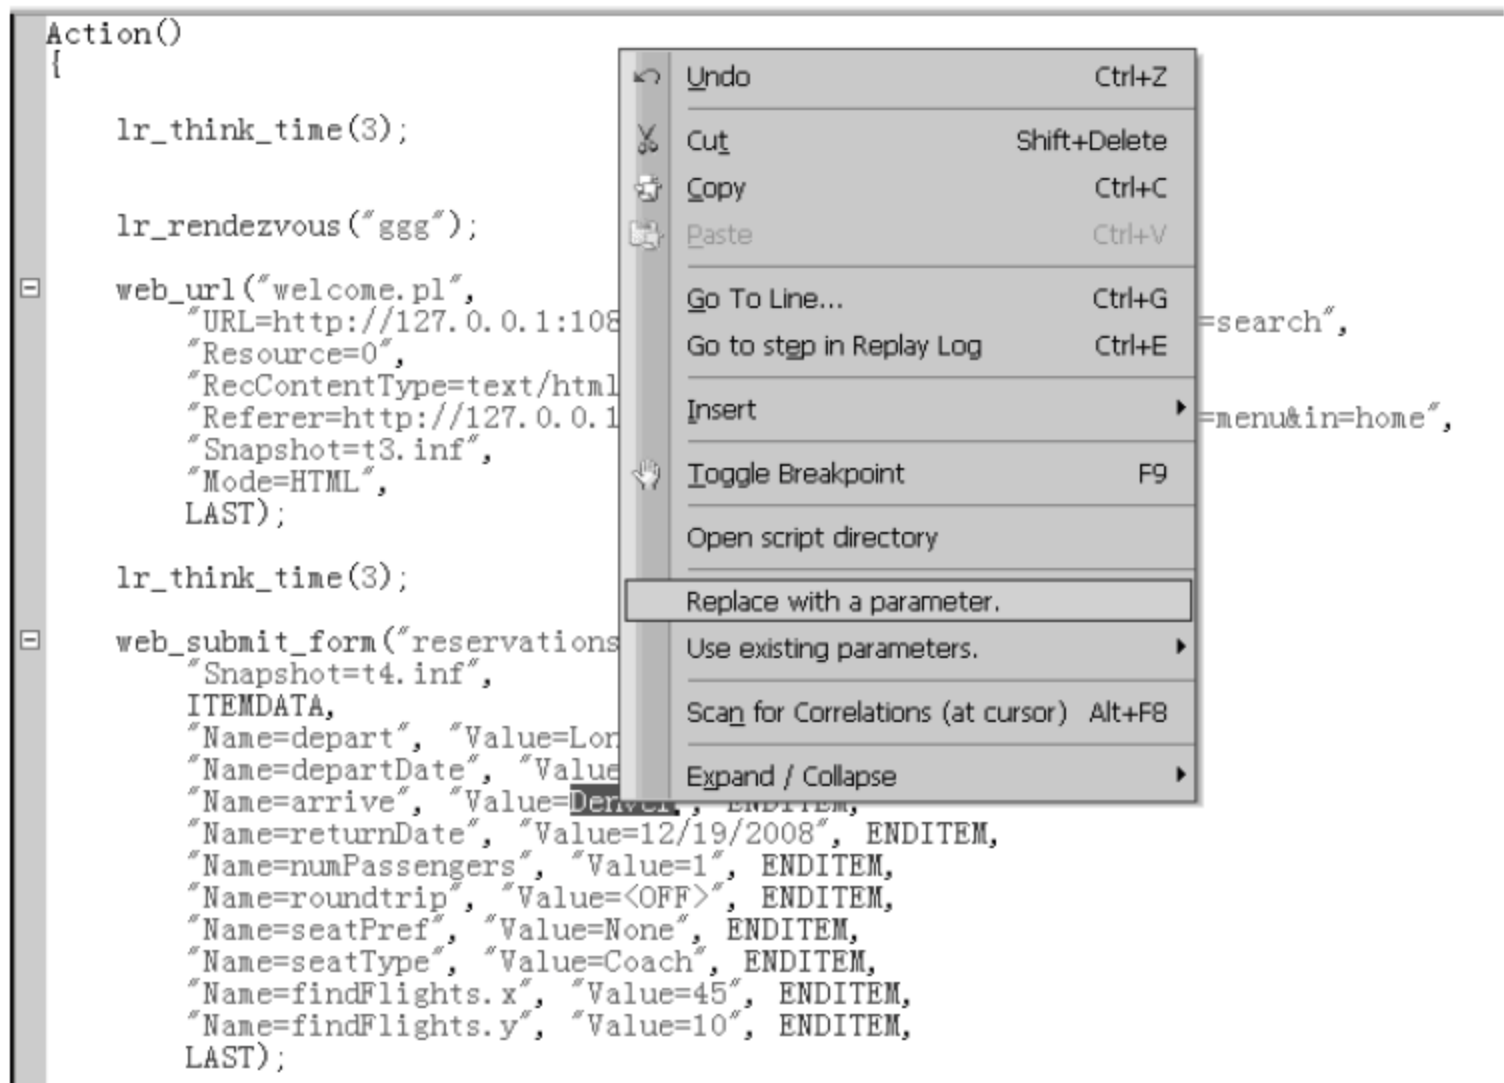 Action()
{
lr_think_time(3);
lr_rendezvous("ggg");
web_url("welcome.pl",
"URL=http://127.0.0.1:108
=search",
"Resource=0",
"RecContentType=text/html
"Referer=http://127.0.0.1
=menu&in=home",
"Snapshot=t3.inf",
"Mode=HTML",
LAST);
lr_think_time(3);
web_submit_form("reservations
"Snapshot=t4.inf",
ITEMDATA,
"Name=depart", "Value=Lon
"Name=departDate", "Value
"Name=arrive", "Value=Denver", ENDITEM,
"Name=returnDate", "Value=12/19/2008", ENDITEM,
"Name=numPassengers", "Value=1", ENDITEM,
"Name=roundtrip", "Value=<OFF>", ENDITEM,
"Name=seatPref", "Value=None", ENDITEM,
"Name=seatType", "Value=Coach", ENDITEM,
"Name=findFlights.x", "Value=45", ENDITEM,
"Name=findFlights.y", "Value=10", ENDITEM,
LAST);
Undo Ctrl+Z
Cut Shift+Delete
Copy Ctrl+C
Paste Ctrl+V
Go To Line... Ctrl+G
Go to step in Replay Log Ctrl+E
Insert
Toggle Breakpoint F9
Open script directory
Replace with a parameter.
Use existing parameters.
Scan for Correlations (at cursor) Alt+F8
Expand / Collapse